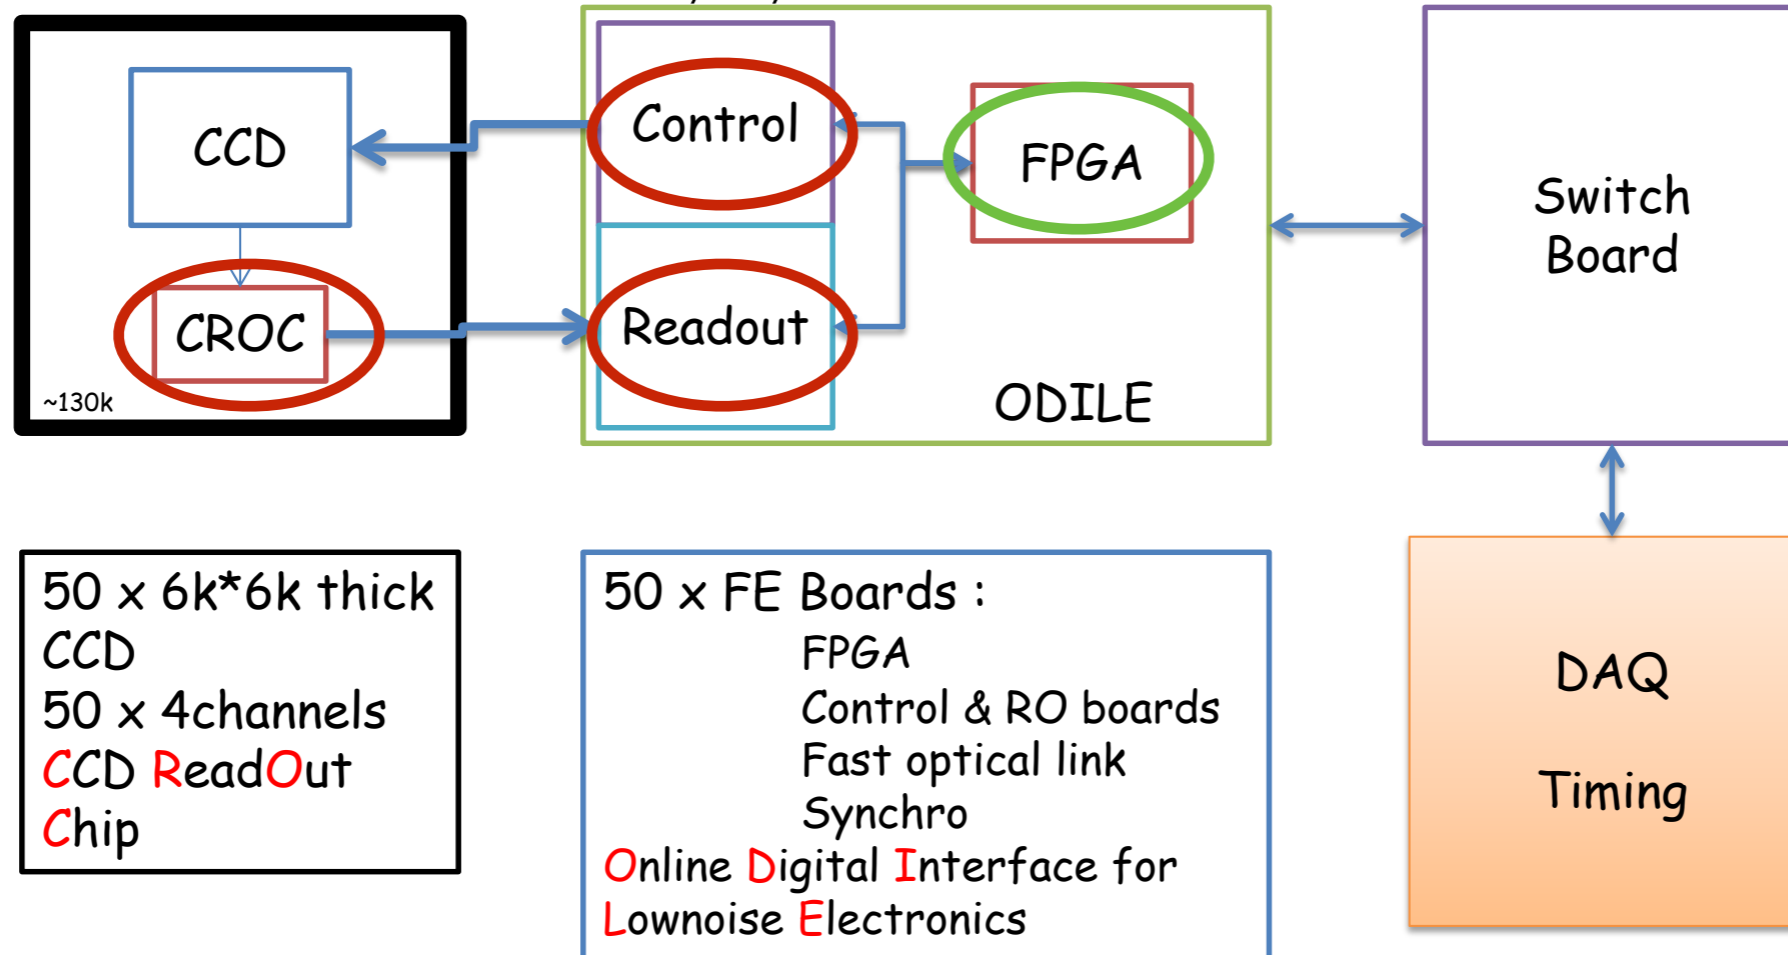 CCD
Control
FPGA
Switch
Board
CROC
Readout
~130k
ODILE
50 x 6k*6k thick
CCD
50 x 4channels
CCD ReadOut
Chip
50 x FE Boards :
FPGA
Control & RO boards
Fast optical link
Synchro
Online Digital Interface for
Lownoise Electronics
DAQ
Timing